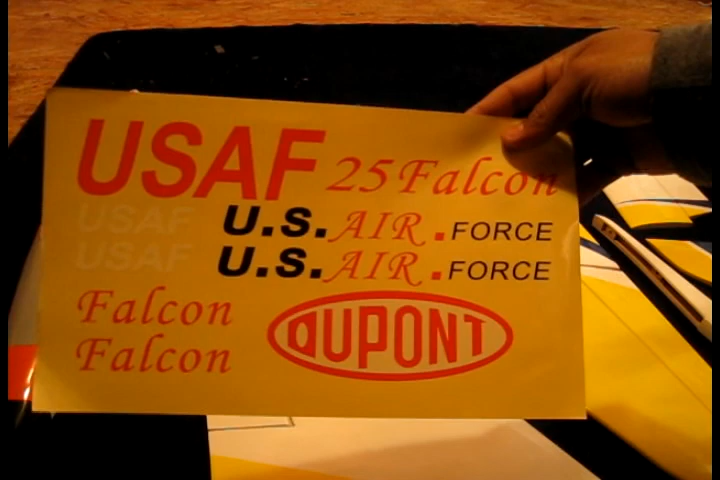 USAF 25 Falcon
USAF U.S.AIR.FORCE
USAF U.S.AIR.FORCE
Falcon
Falcon
DUPONT